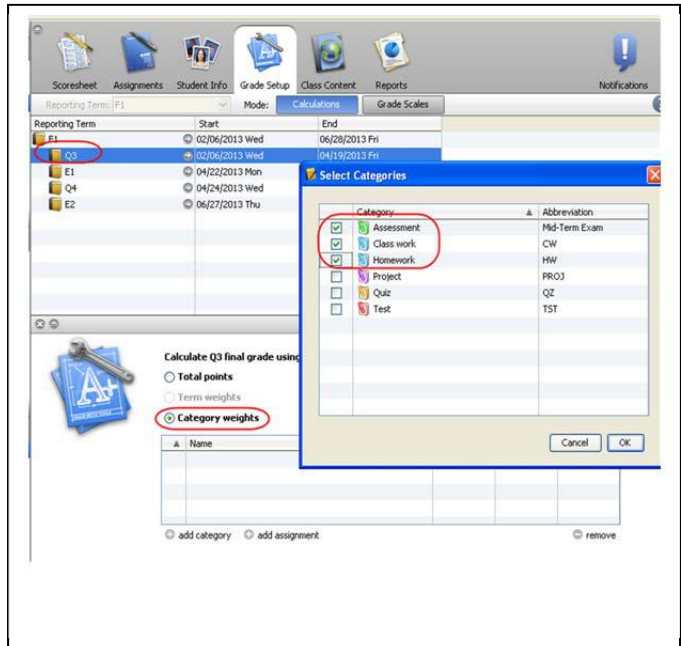 Scoresheet Assignments Student Info Grade Setup Class Content Reports Notifications
Reporting Term: F1 Mode: Calculations Grade Scales
Reporting Term Start End
F1 02/06/2013 Wed 06/28/2013 Fri
Q3 02/06/2013 Wed 04/19/2013 Fri
E1 04/22/2013 Mon
Q4 04/24/2013 Wed
E2 06/27/2013 Thu
Select Categories
Category Abbreviation
Assessment Mid-Term Exam
Class work CW
Homework HW
Project PROJ
Quiz QZ
Test TST
Cancel OK
Calculate Q3 final grade using
Total points
Term weights
Category weights
Name
add category add assignment remove